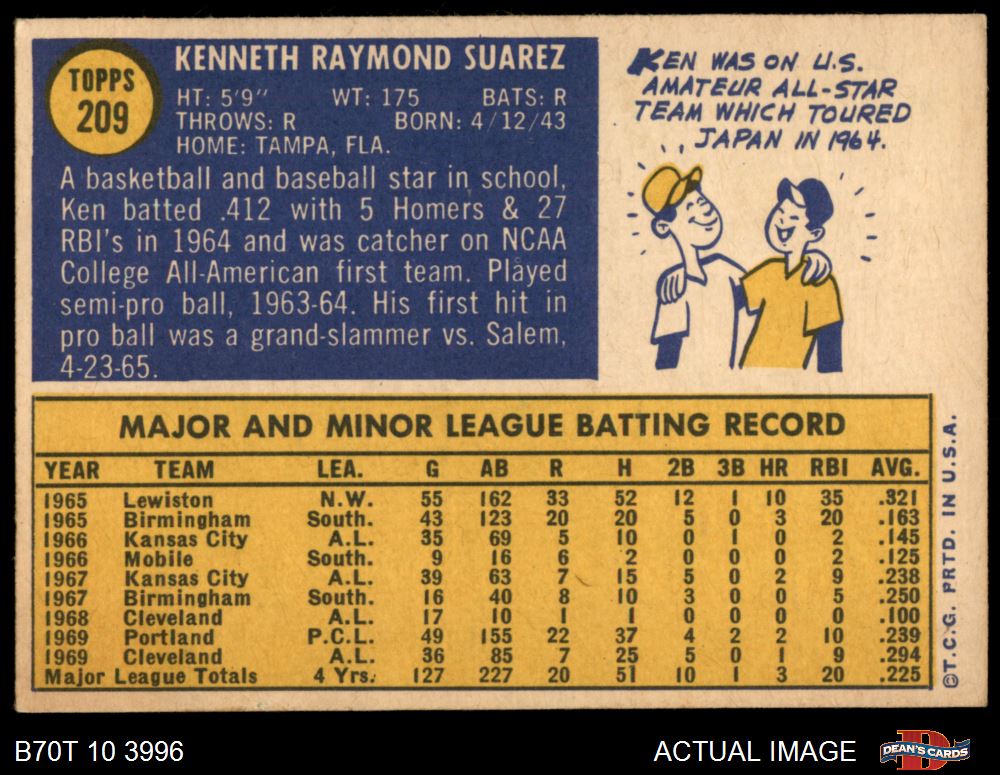 TOPPS
209
KENNETH RAYMOND SUAREZ
HT: 5'9" WT: 175 BATS: R
THROWS: R BORN: 4/12/43
HOME: TAMPA, FLA.
A basketball and baseball star in school,
Ken batted .412 with 5 Homers & 27
RBI's in 1964 and was catcher on NCAA
College All-American first team. Played
semi-pro ball, 1963-64. His first hit in
pro ball was a grand-slammer vs. Salem,
4-23-65.
KEN WAS ON U.S.
AMATEUR ALL-STAR
TEAM WHICH TOURED
JAPAN IN 1964.
MAJOR AND MINOR LEAGUE BATTING RECORD
YEAR TEAM LEA. G AB R H 2B 3B HR RBI AVG.
1965 Lewiston N.W. 55 162 33 52 12 1 10 35 .321
1965 Birmingham South. 43 123 20 20 5 0 3 20 .163
1966 Kansas City A.L. 35 69 5 10 0 1 0 2 .145
1966 Mobile South. 9 16 6 2 0 0 0 2 .125
1967 Kansas City A.L. 39 63 7 15 5 0 2 9 .238
1967 Birmingham South. 16 40 8 10 3 0 0 5 .250
1968 Cleveland A.L. 17 10 1 1 0 0 0 0 .100
1969 Portland P.C.L. 49 155 22 37 4 2 2 10 .239
1969 Cleveland A.L. 36 85 7 25 5 0 1 9 .294
Major League Totals 4 Yrs. 127 227 20 51 10 1 3 20 .225
©T.C.G. PRTD. IN U.S.A.
B70T 10 3996
ACTUAL IMAGE
DEAN'S CARDS